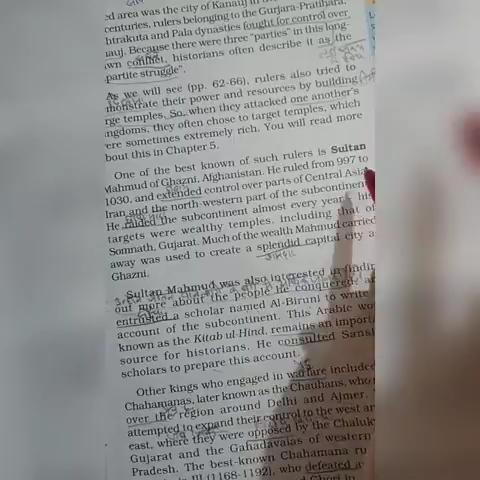 ed area was the city of Kanauj in
centuries, rulers belonging to the Gurjara-Pratihara,
htrakuta and Pala dynasties fought for control over
auj. Because there were three "parties" in this long-
wn conflict, historians often describe it as the
partite struggle".
As we will see (pp. 62-66), rulers also tried to
monstrate their power and resources by building
rge temples. So, when they attacked one another's
ngdoms, they often chose to target temples, which
ere sometimes extremely rich. You will read more
bout this in Chapter 5.
One of the best known of such rulers is Sultan
Mahmud of Ghazni, Afghanistan. He ruled from 997 to
1030, and extended control over parts of Central Asia,
Iran and the north-western part of the subcontinent
He raided the subcontinent almost every year his
targets were wealthy temples, including that of
Somnath, Gujarat. Much of the wealth Mahmud carried
away was used to create a splendid capital city a
Ghazni.
Sultan Mahmud was also interested in findin
out more about the people he conquered, a
entrusted a scholar named Al-Biruni to write
account of the subcontinent. This Arabic wo
known as the Kitab ul-Hind, remains an import
source for historians. He consulted Sansk
scholars to prepare this account.
Other kings who engaged in warfare include
Chahamanas, later known as the Chauhans, who
over the region around Delhi and Ajmer.
attempted to expand their control to the west an
east, where they were opposed by the Chaluk
Gujarat and the Gahadavalas of western
Pradesh. The best-known Chahamana ru
III (1168-1192), who defeated a